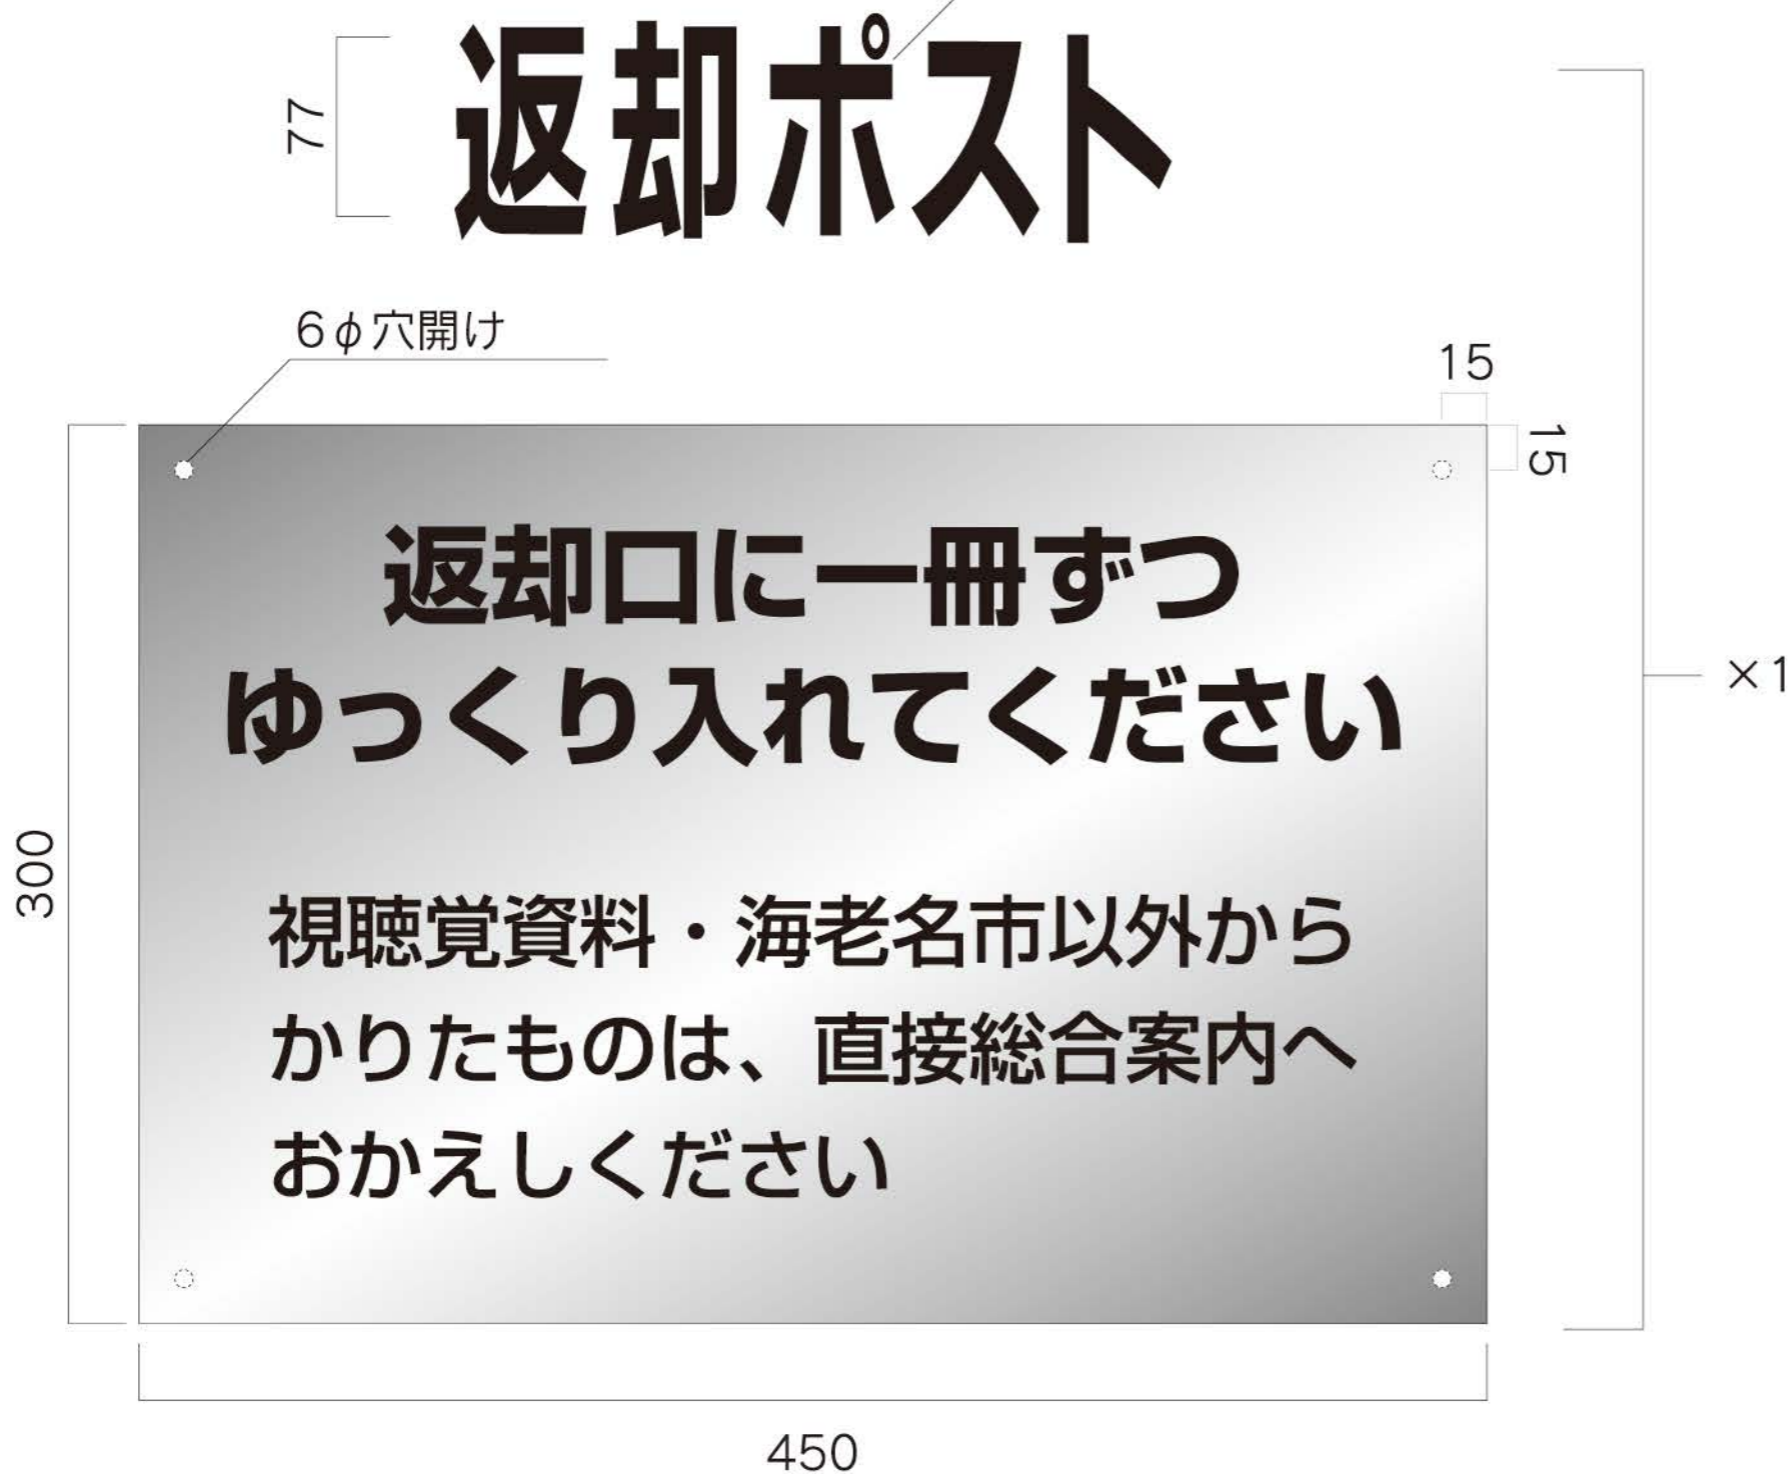 返却ポスト
77
6φ穴開け
15
15
返却口に一冊ずつ
ゆっくり入れてください
×1
300
視聴覚資料・海老名市以外から
かりたものは、直接総合案内へ
おかえしください
450